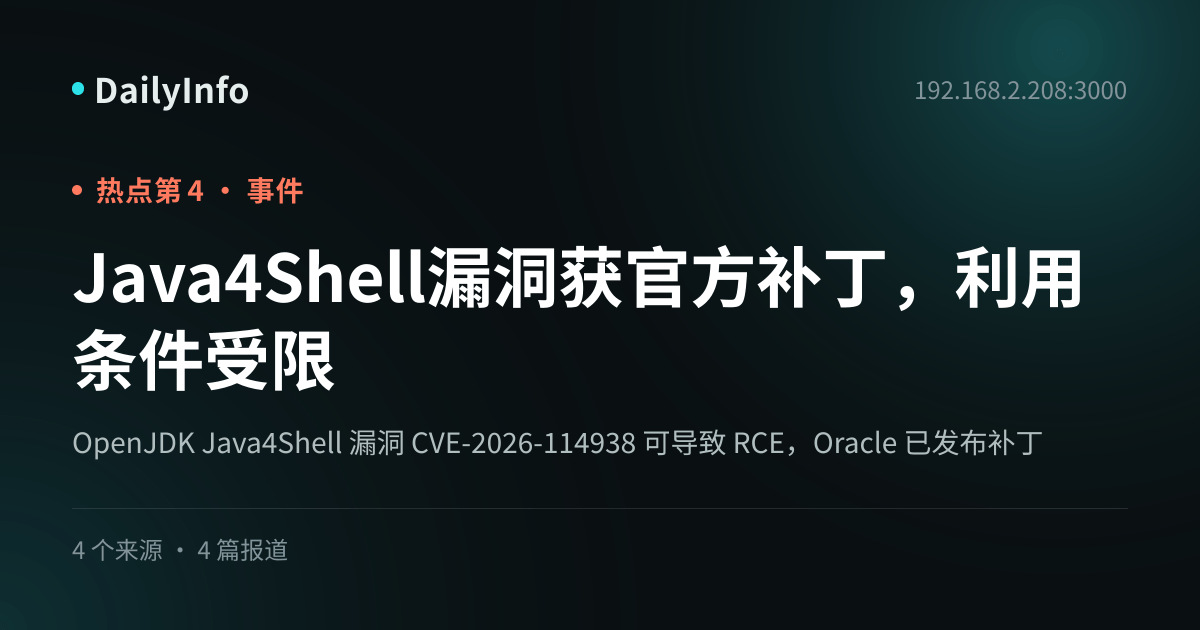 DailyInfo
192.168.2.208:3000
热点第 4 · 事件
Java4Shell漏洞获官方补丁，利用
条件受限
OpenJDK Java4Shell 漏洞 CVE-2026-114938 可导致 RCE，Oracle 已发布补丁
4 个来源 · 4 篇报道